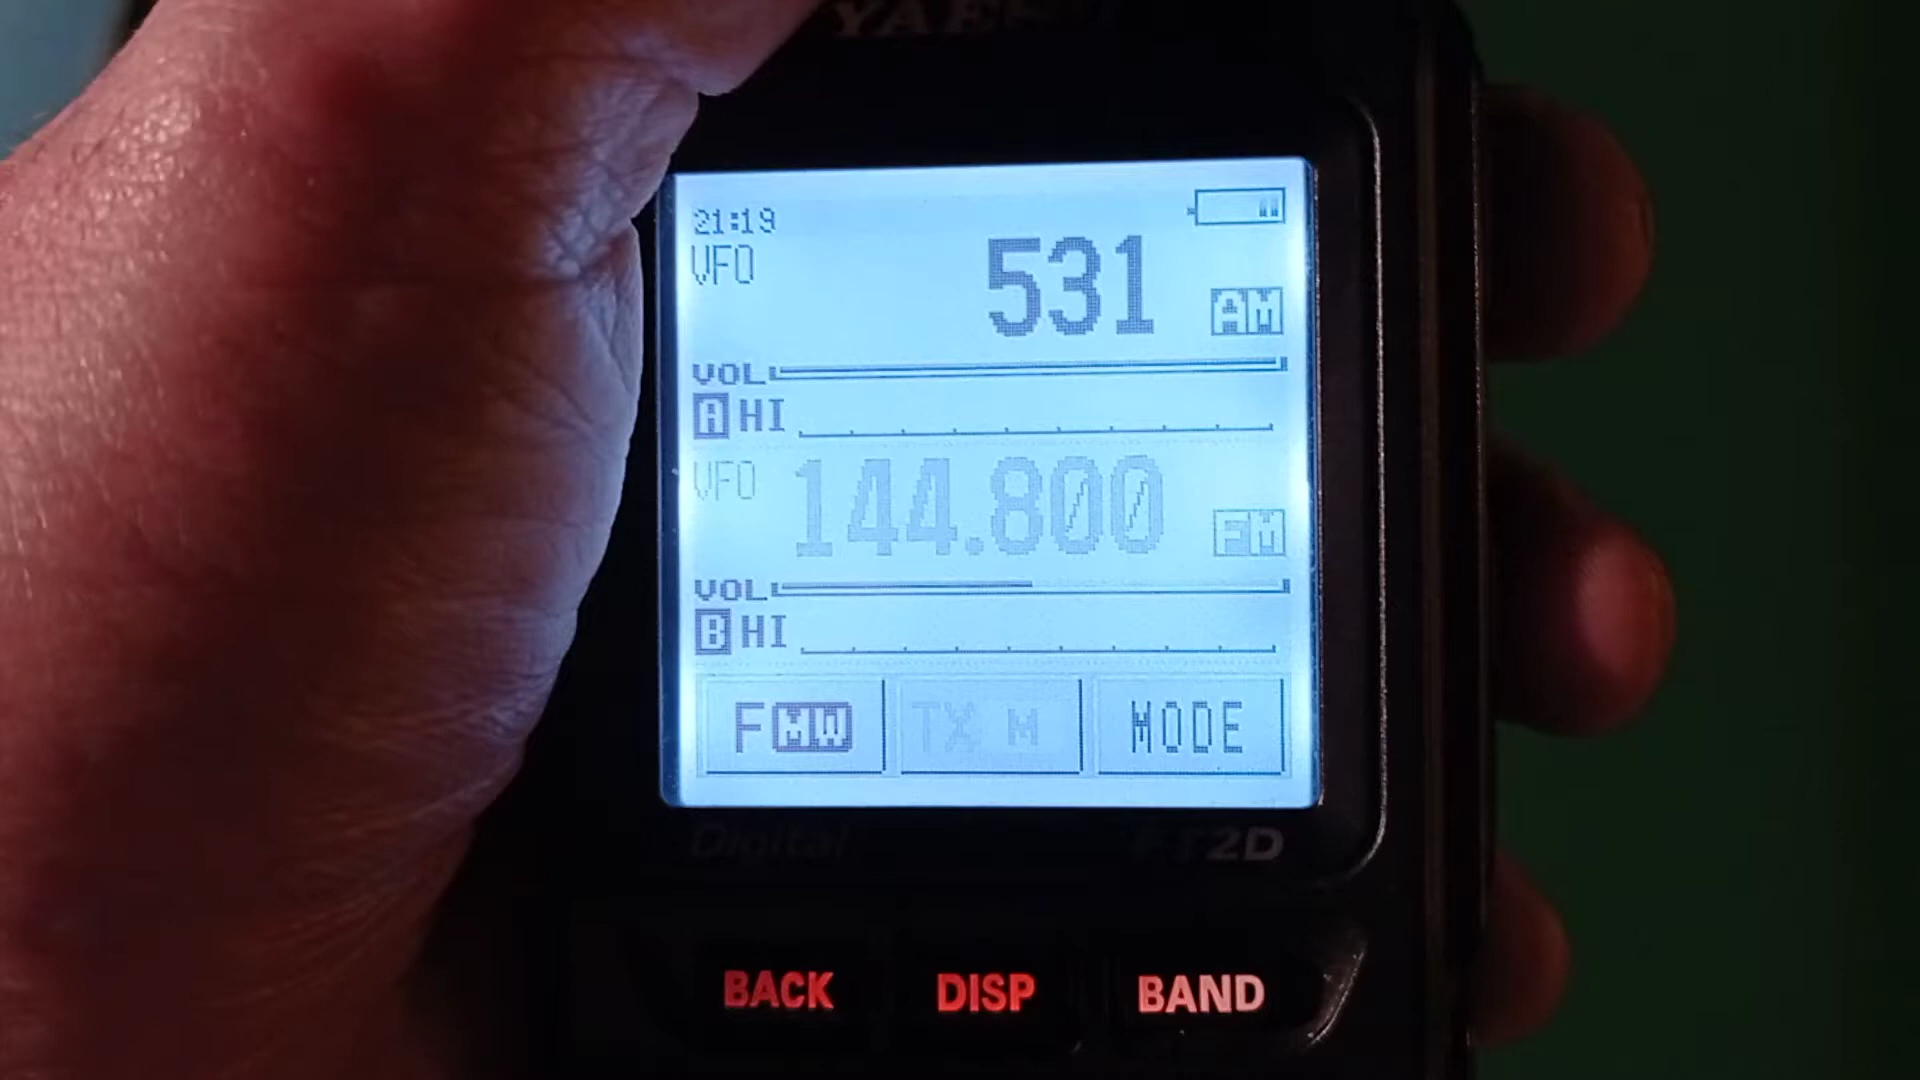 21:19
VFO 531 AM
VOL
A HI
VFO 144.800 FM
VOL
B HI
F MW TX M MODE
Digital FT2D
BACK DISP BAND